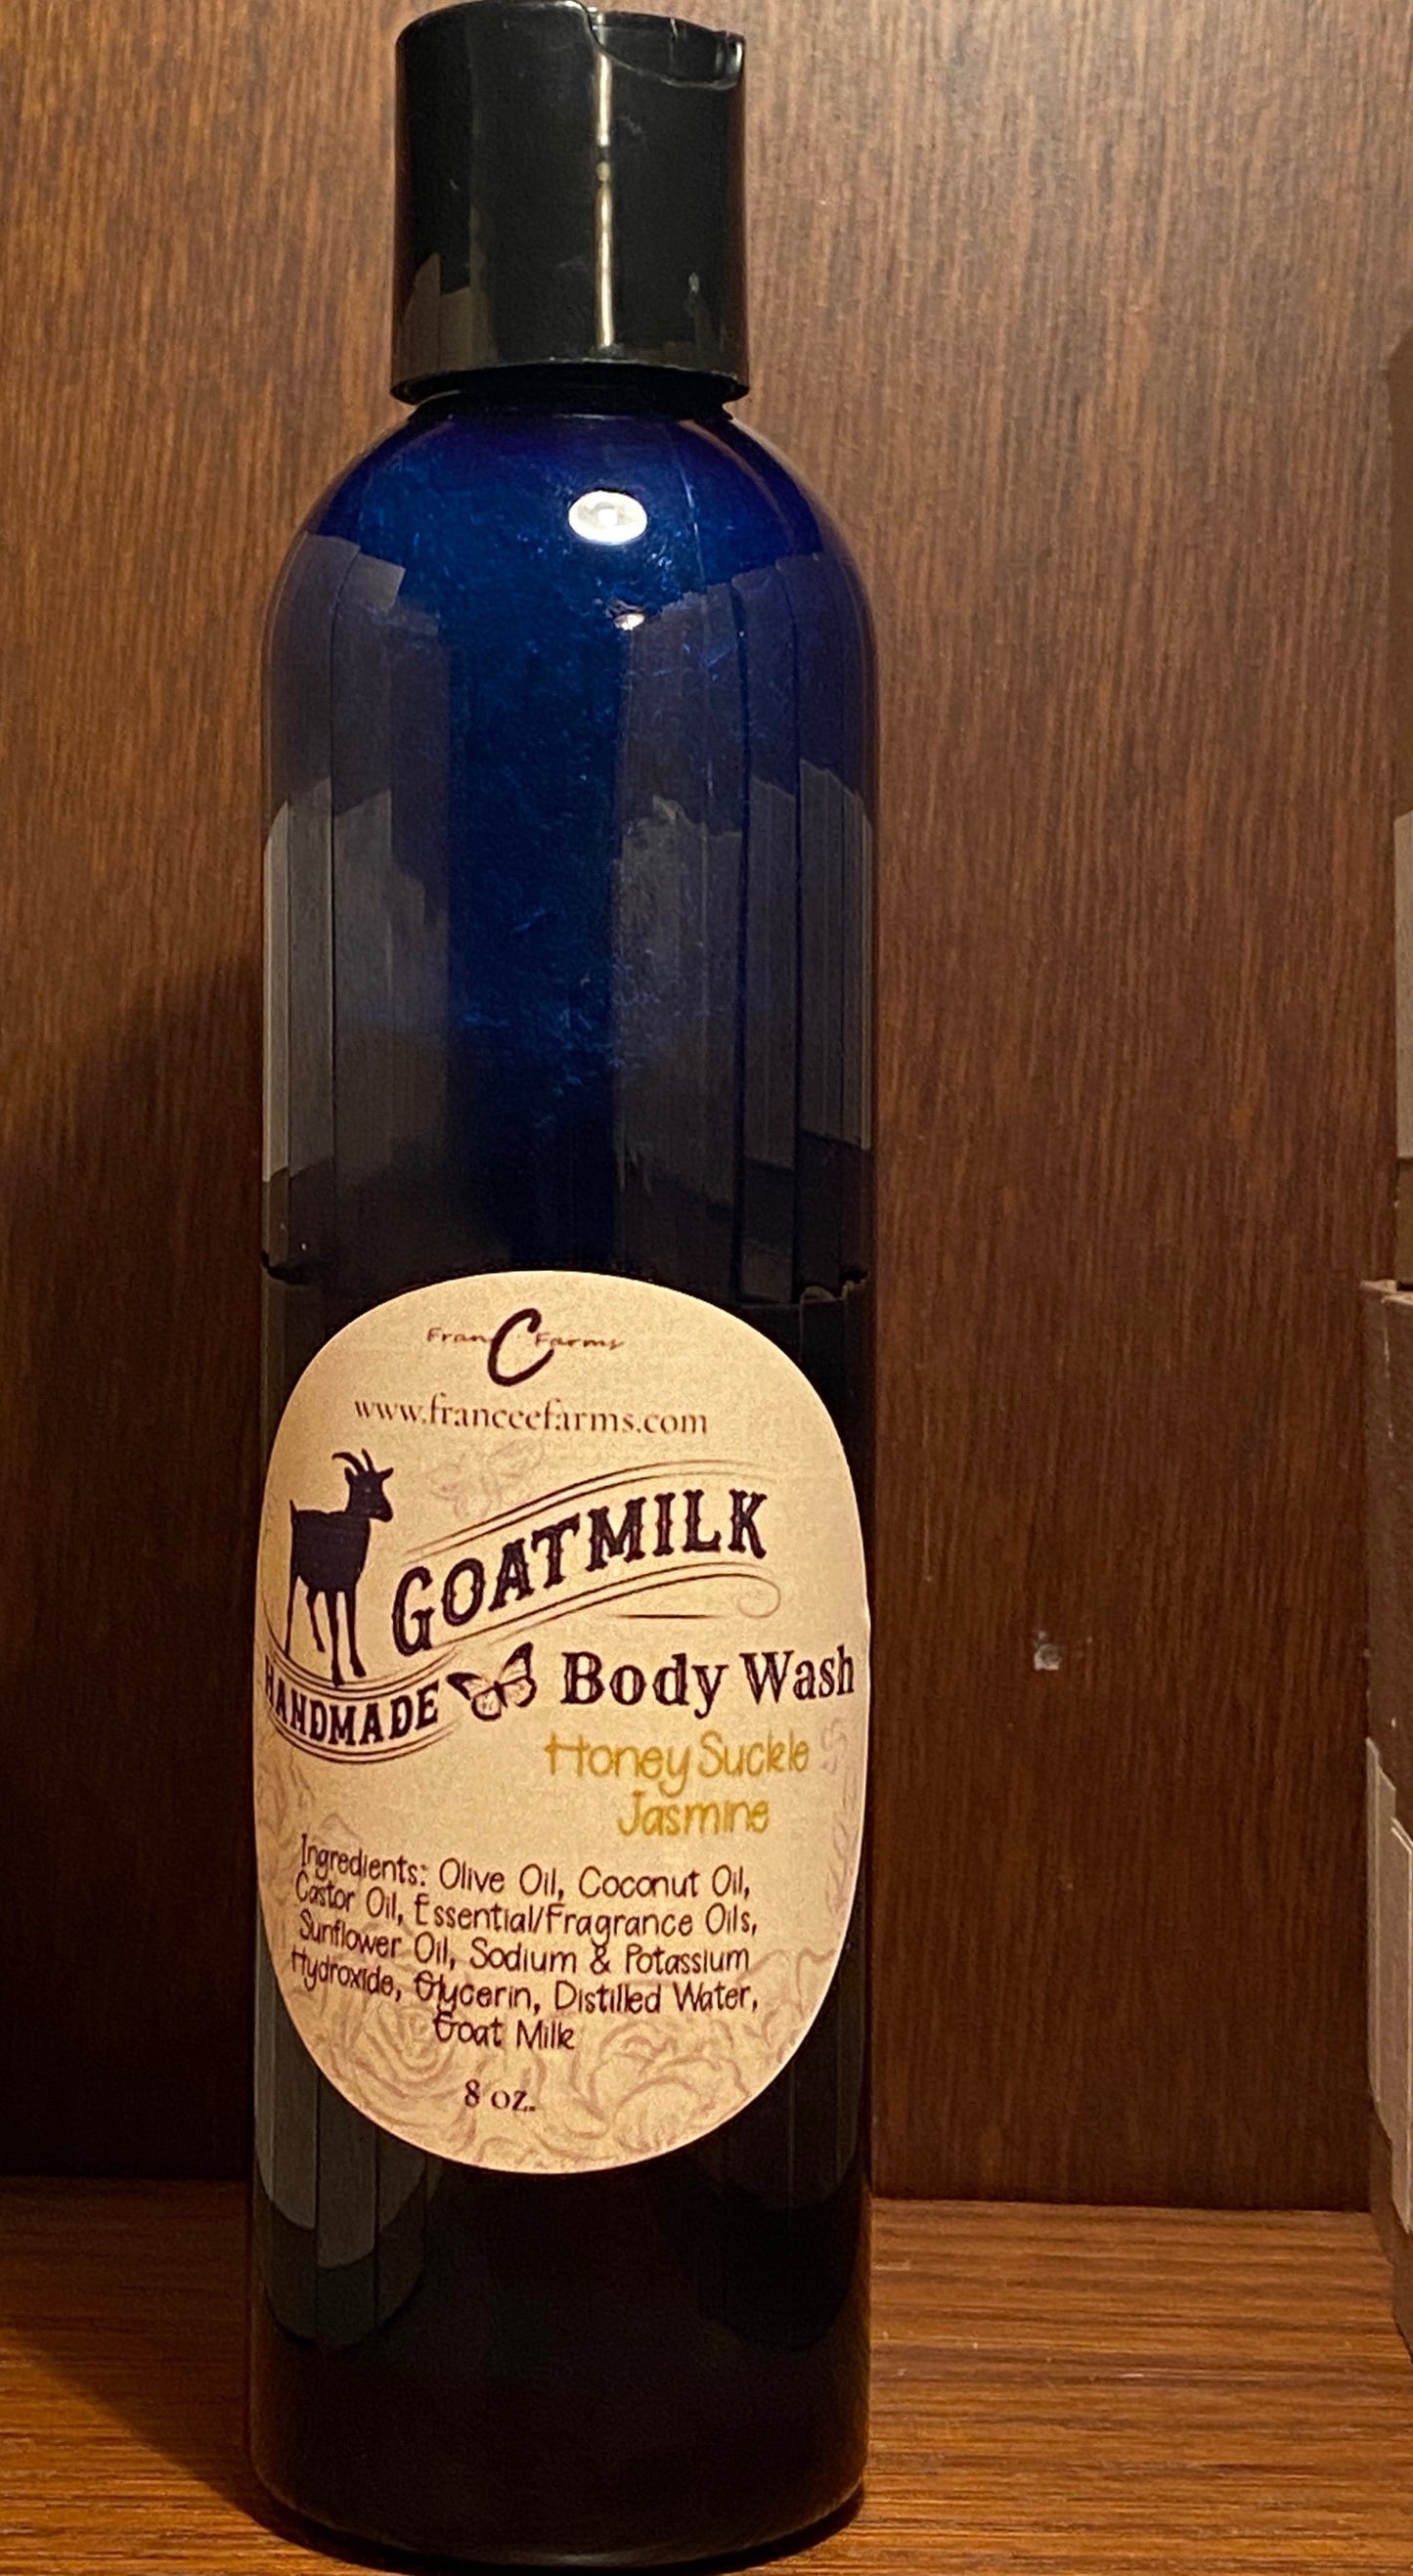 Fran C Farms
www.franceefarms.com
GOATMILK
HANDMADE Body Wash
Honey Suckle
Jasmine
Ingredients: Olive Oil, Coconut Oil,
Castor Oil, Essential/Fragrance Oils,
Sunflower Oil, Sodium & Potassium
Hydroxide, Glycerin, Distilled Water,
Goat Milk
8 oz.